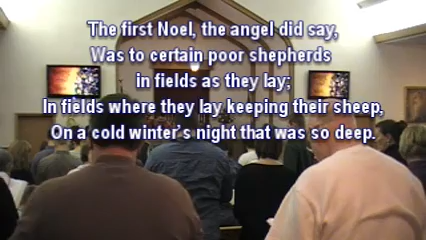 The first Noel, the angel did say,
Was to certain poor shepherds
in fields as they lay;
In fields where they lay keeping their sheep,
On a cold winter's night that was so deep.